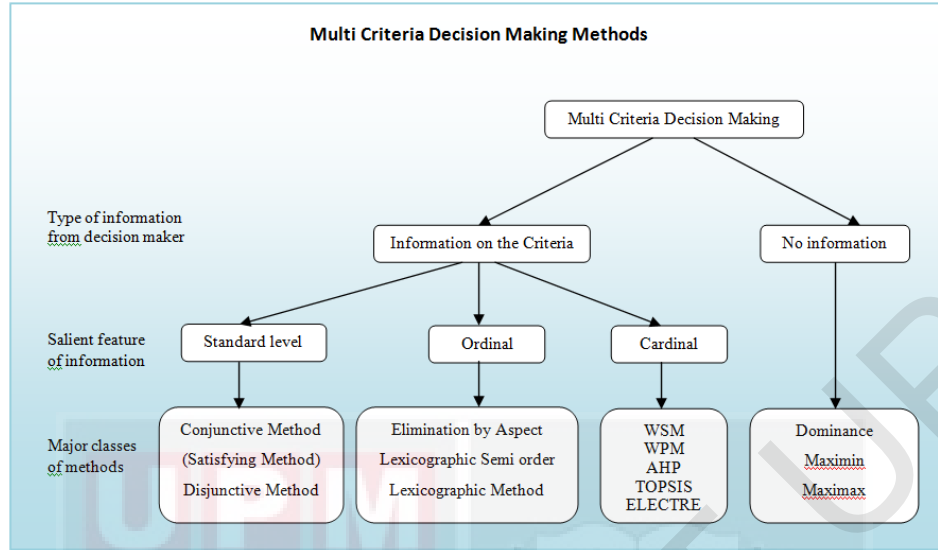 Multi Criteria Decision Making Methods
Multi Criteria Decision Making
Type of information
from decision maker
Information on the Criteria
No information
Salient feature
of information
Standard level
Ordinal
Cardinal
Major classes
of methods
Conjunctive Method
(Satisfying Method)
Disjunctive Method
Elimination by Aspect
Lexicographic Semi order
Lexicographic Method
WSM
WPM
AHP
TOPSIS
ELECTRE
Dominance
Maximin
Maximax
UPM
UP